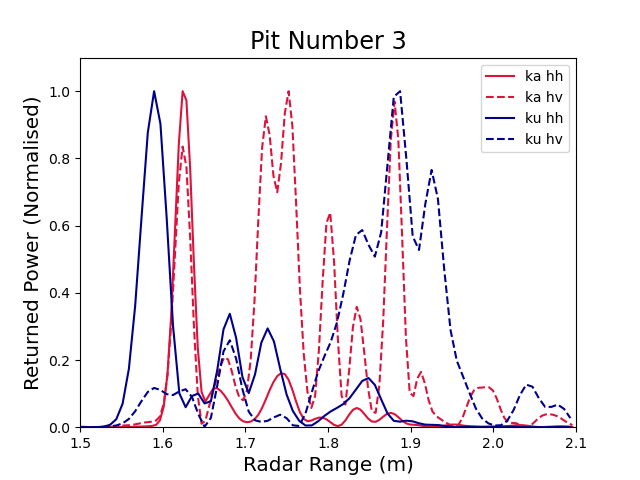 Pit Number 3
ka hh
ka hv
ku hh
ku hv
Returned Power (Normalised)
1.0
0.8
0.6
0.4
0.2
0.0
1.5 1.6 1.7 1.8 1.9 2.0 2.1
Radar Range (m)